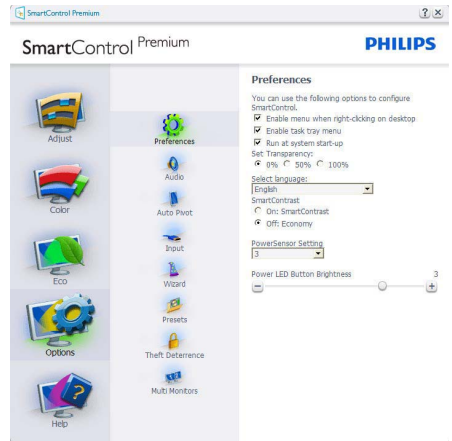 SmartControl Premium
SmartControl Premium
PHILIPS
Adjust
Color
Eco
Options
Help
Preferences
Audio
Auto Pivot
Input
Wizard
Presets
Theft Deterrence
Multi Monitors
Preferences
You can use the following options to configure
SmartControl.
Enable menu when right-clicking on desktop
Enable task tray menu
Run at system start-up
Set Transparency:
0% 50% 100%
Select language:
English
SmartContrast
On: SmartContrast
Off: Economy
PowerSensor Setting
3
Power LED Button Brightness 3